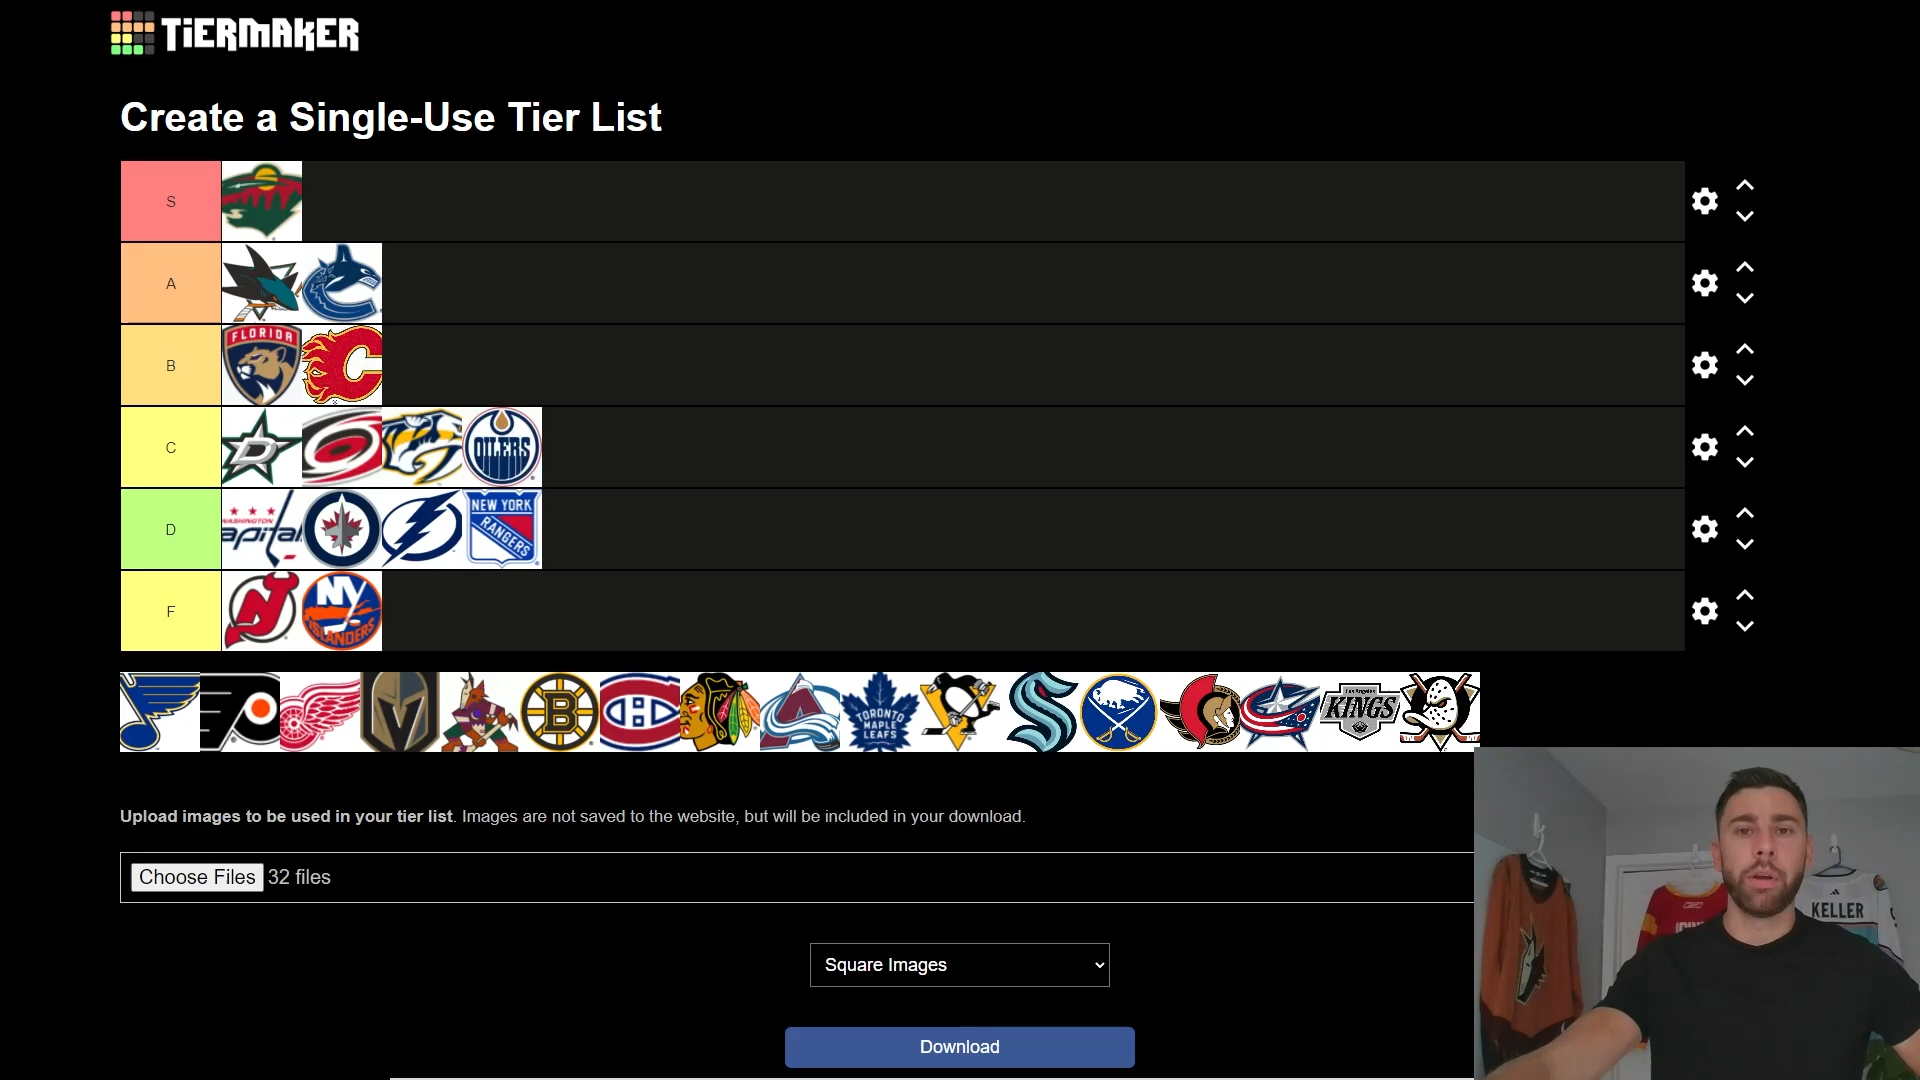 TiERMAKER
Create a Single-Use Tier List
S
A
B
FLORIDA
C
C
D
OILERS
D
WASHINGTON
capitals
NEW YORK
RANGERS
F
NY
ISLANDERS
B
TORONTO
MAPLE
LEAFS
Los Angeles
KINGS
Upload images to be used in your tier list. Images are not saved to the website, but will be included in your download.
Choose Files 32 files
KELLER
Square Images
Download